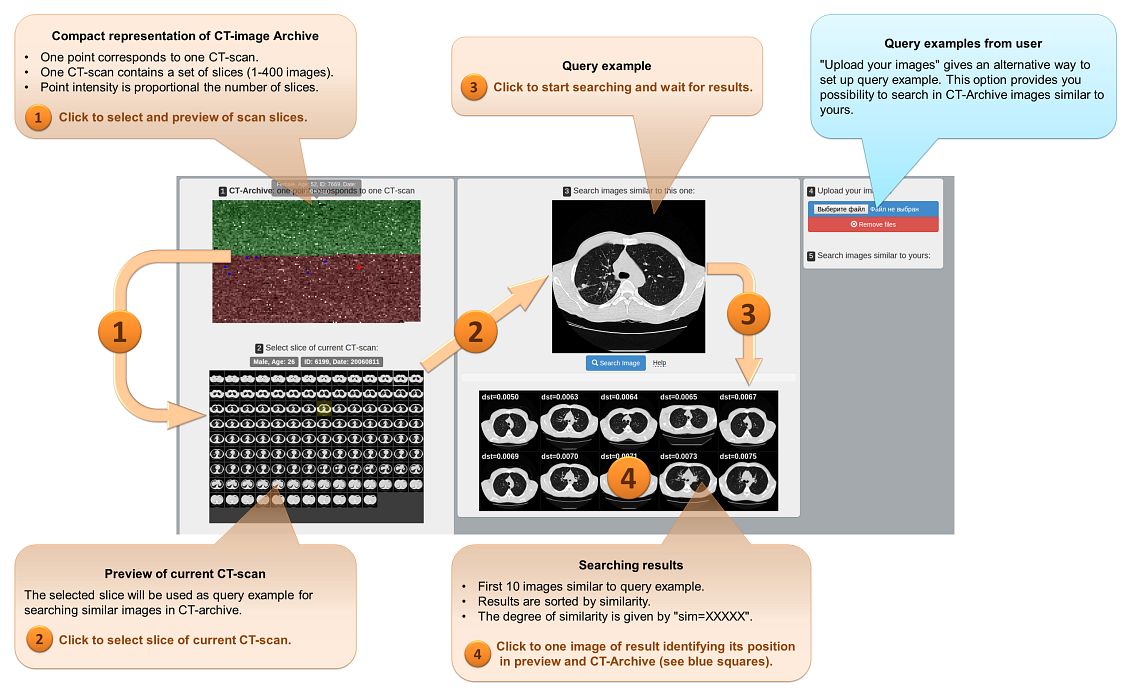 Compact representation of CT-image Archive
• One point corresponds to one CT-scan.
• One CT-scan contains a set of slices (1-400 images).
• Point intensity is proportional the number of slices.
1 Click to select and preview of scan slices.
Query example
3 Click to start searching and wait for results.
Query examples from user
"Upload your images" gives an alternative way to
set up query example. This option provides you
possibility to search in CT-Archive images similar to
yours.
Female, Age: 52, ID: 7669, Date:
1 CT-Archive: one point corresponds to one CT-scan
3 Search images similar to this one:
4 Upload your
Выберите файл Файл не выбран
Remove files
5 Search images similar to yours:
1
2
3
2 Select slice of current CT-scan:
Male, Age: 26 ID: 6199, Date: 20060811
Search Image Help
dst=0.0050 dst=0.0063 dst=0.0064 dst=0.0065 dst=0.0067
dst=0.0069 dst=0.0070 dst=0.0071 dst=0.0073 dst=0.0075
4
Preview of current CT-scan
The selected slice will be used as query example for
searching similar images in CT-archive.
2 Click to select slice of current CT-scan.
Searching results
• First 10 images similar to query example.
• Results are sorted by similarity.
• The degree of similarity is given by "sim=XXXXX".
4 Click to one image of result identifying its position
in preview and CT-Archive (see blue squares).